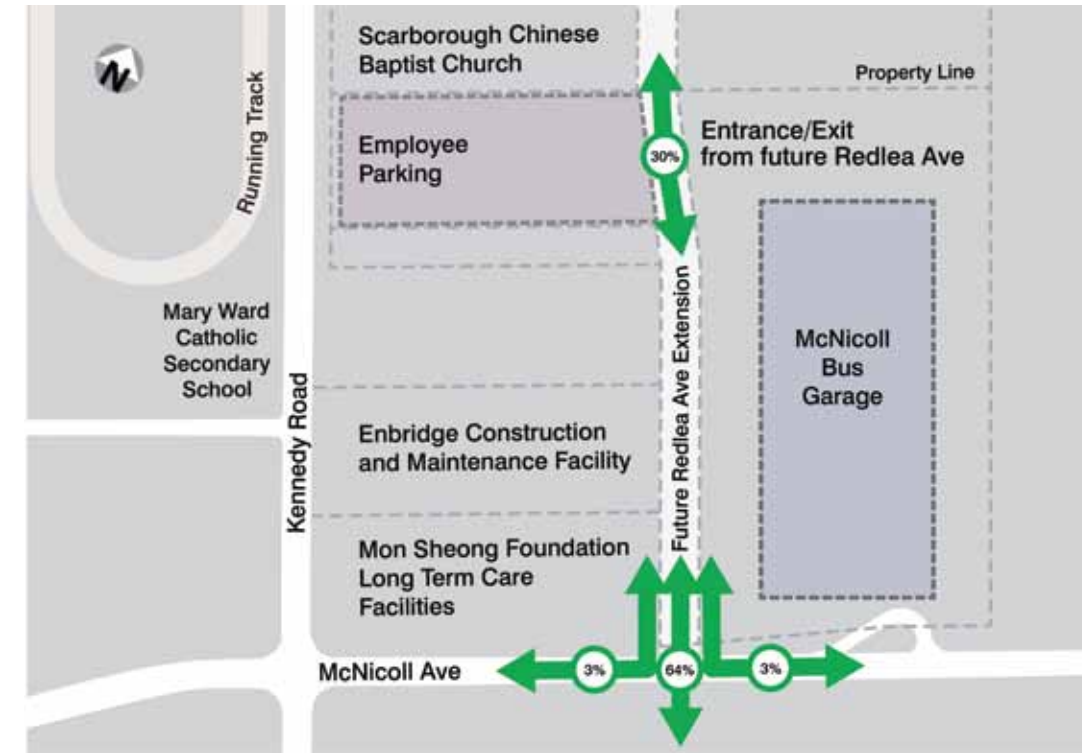 Scarborough Chinese
Baptist Church
N
Running Track
Property Line
Employee
Parking
30%
Entrance/Exit
from future Redlea Ave
Mary Ward
Catholic
Secondary
School
Kennedy Road
Future Redlea Ave Extension
McNicoll
Bus
Garage
Enbridge Construction
and Maintenance Facility
Mon Sheong Foundation
Long Term Care
Facilities
McNicoll Ave
3%
64%
3%